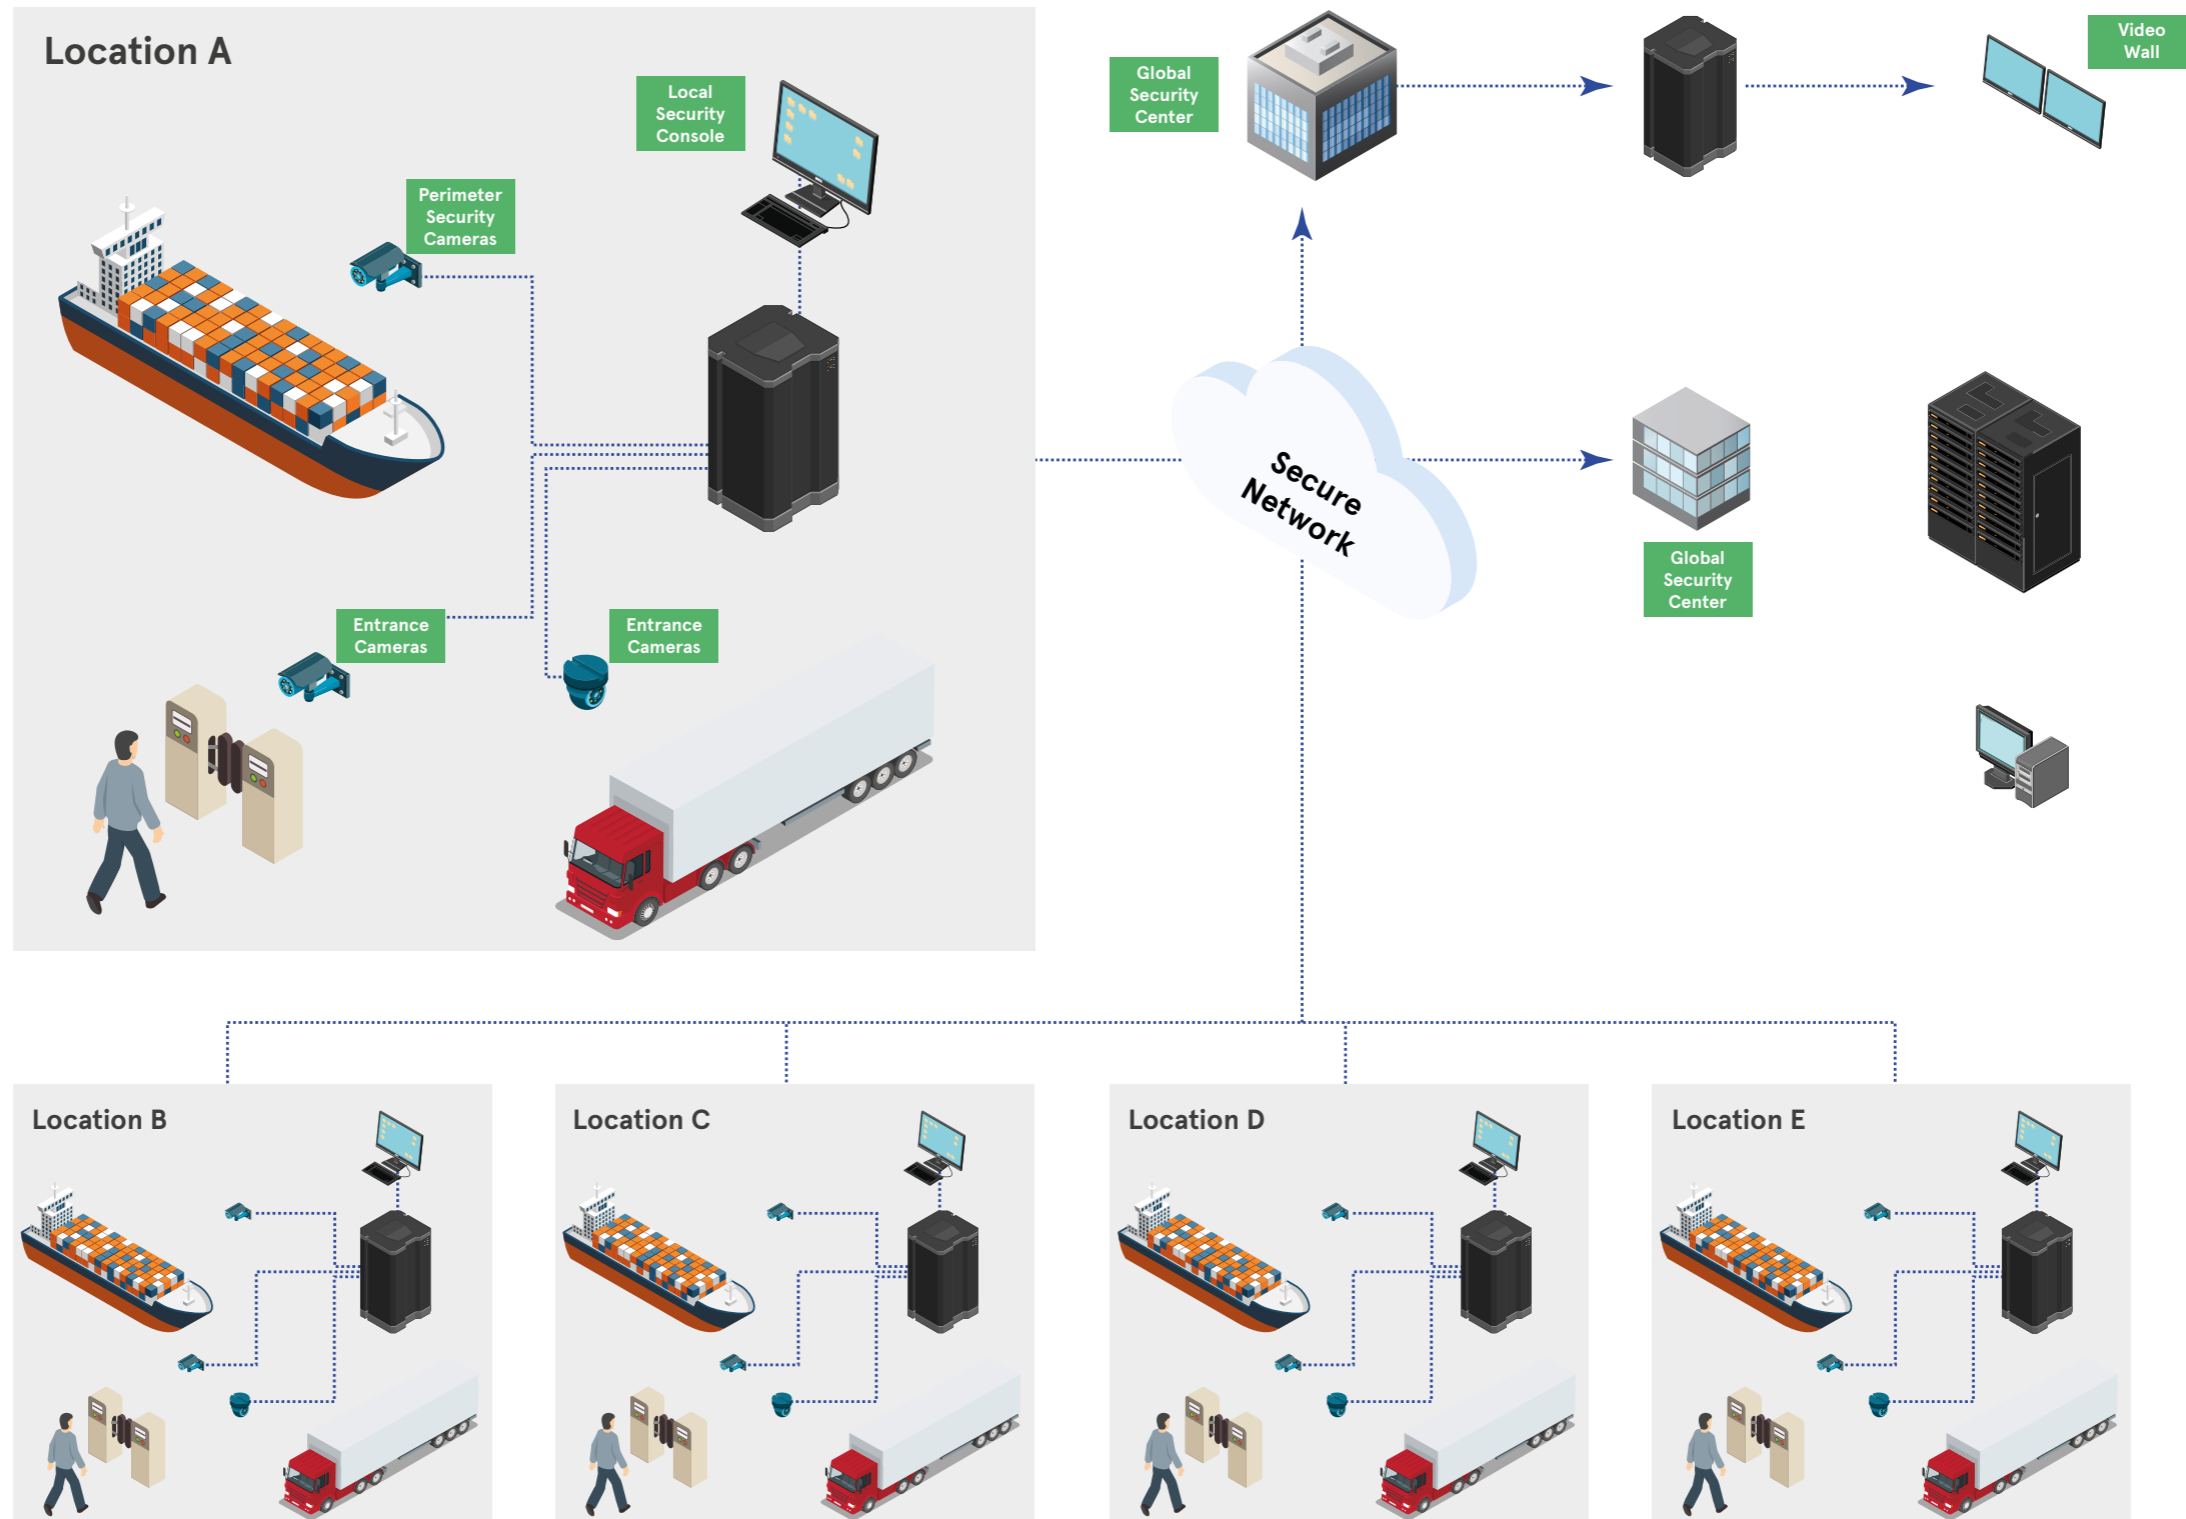 Location A
Local
Security
Console
Perimeter
Security
Cameras
Entrance
Cameras
Entrance
Cameras
Global
Security
Center
Video
Wall
Secure
Network
Global
Security
Center
Location B
Location C
Location D
Location E